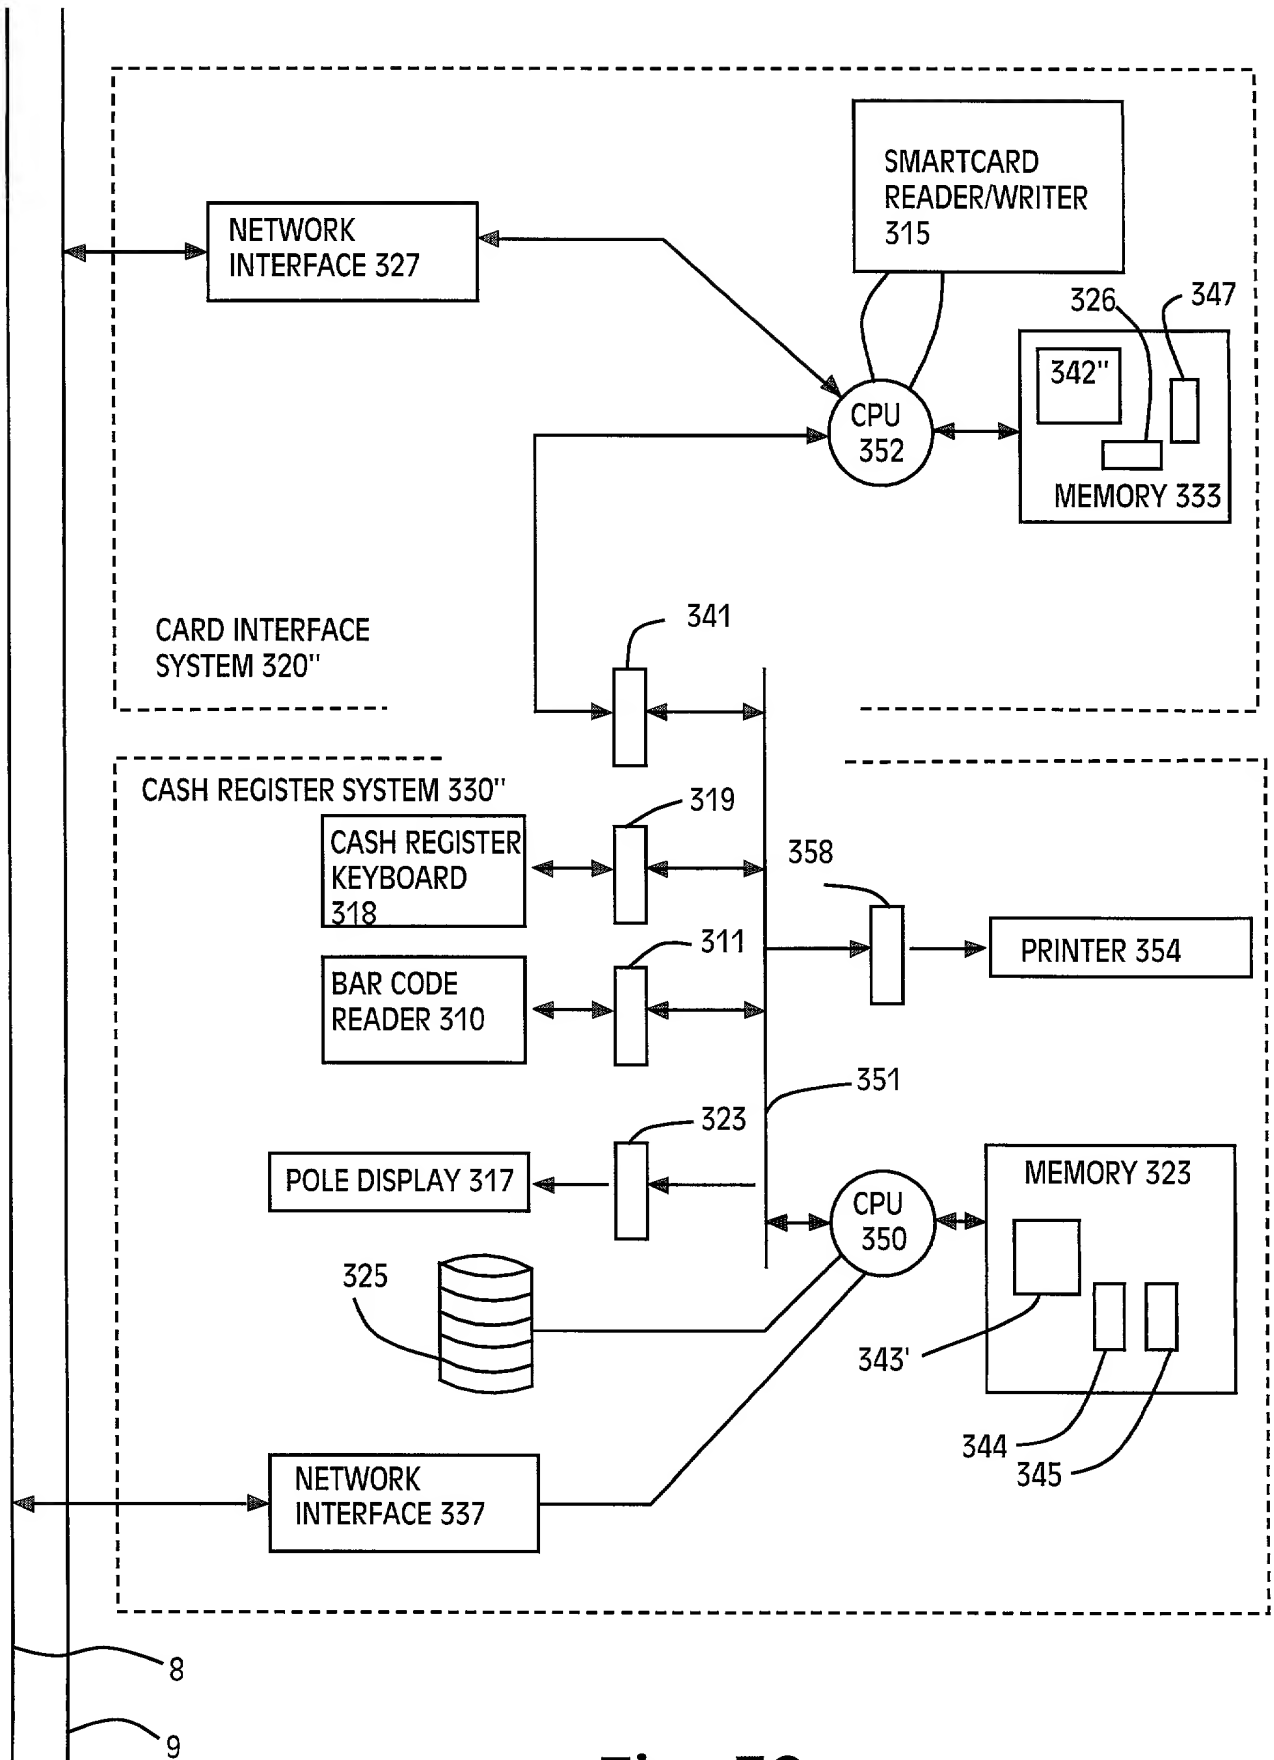 SMARTCARD
READER/WRITER
315
NETWORK
INTERFACE 327
326
347
342"
CPU
352
MEMORY 333
CARD INTERFACE
SYSTEM 320"
341
CASH REGISTER SYSTEM 330"
319
CASH REGISTER
KEYBOARD
318
358
311
PRINTER 354
BAR CODE
READER 310
351
323
POLE DISPLAY 317
CPU
350
MEMORY 323
325
343'
344
345
NETWORK
INTERFACE 337
8
9